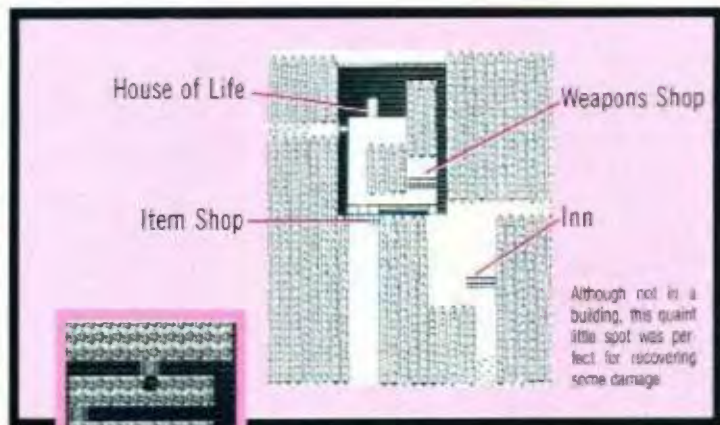 House of Life
Weapons Shop
Item Shop
Inn
Although not in a
building, this quaint
little spot was per-
fect for recovering
some damage